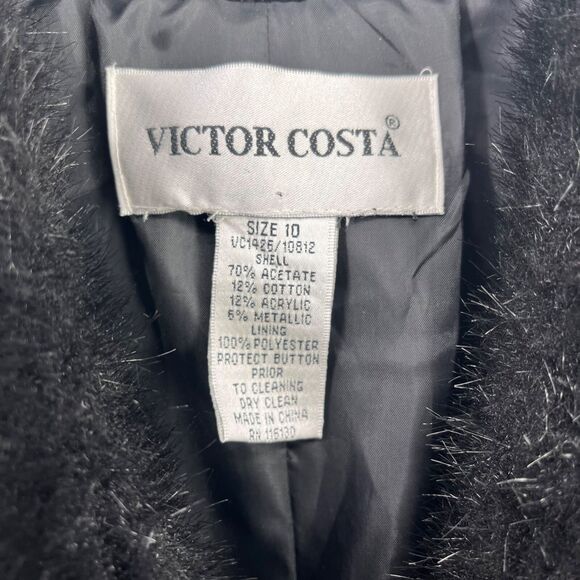 VICTOR COSTA®
SIZE 10
VC1426/10812
SHELL
70% ACETATE
12% COTTON
12% ACRYLIC
6% METALLIC
LINING
100% POLYESTER
PROTECT BUTTON
PRIOR
TO CLEANING
DRY CLEAN
MADE IN CHINA
RN 116130